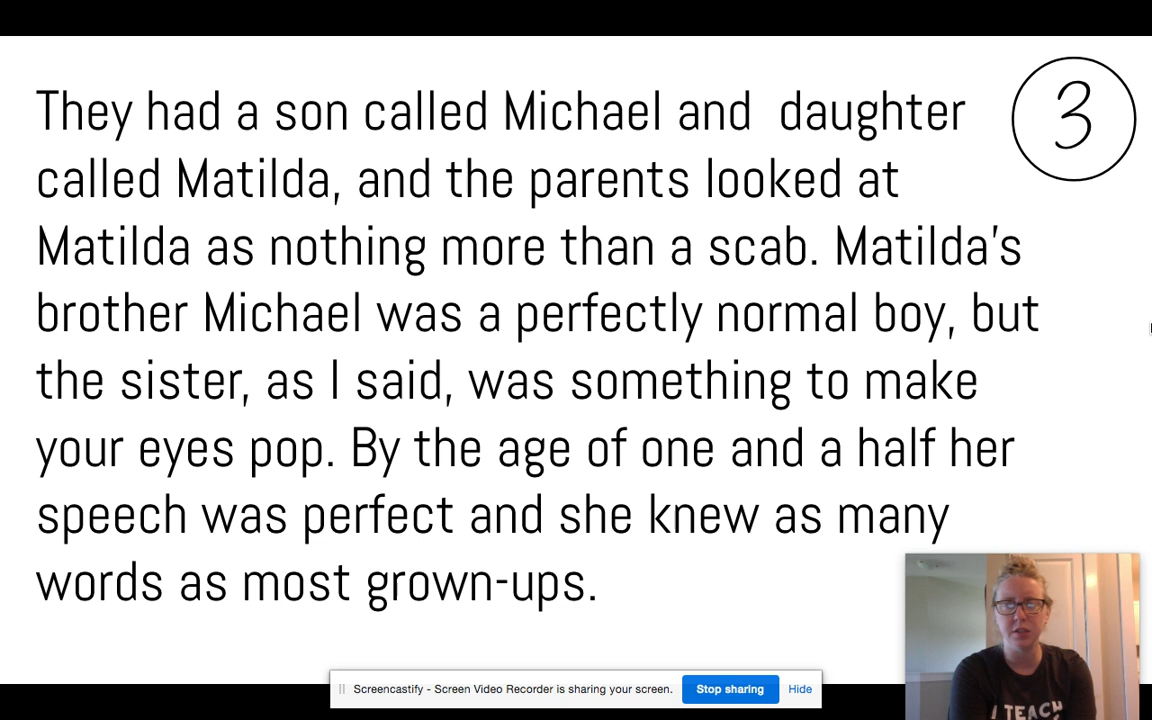 They had a son called Michael and daughter
called Matilda, and the parents looked at
Matilda as nothing more than a scab. Matilda's
brother Michael was a perfectly normal boy, but
the sister, as I said, was something to make
your eyes pop. By the age of one and a half her
speech was perfect and she knew as many
words as most grown-ups.
3
I TEACH
Screencastify - Screen Video Recorder is sharing your screen. Stop sharing Hide